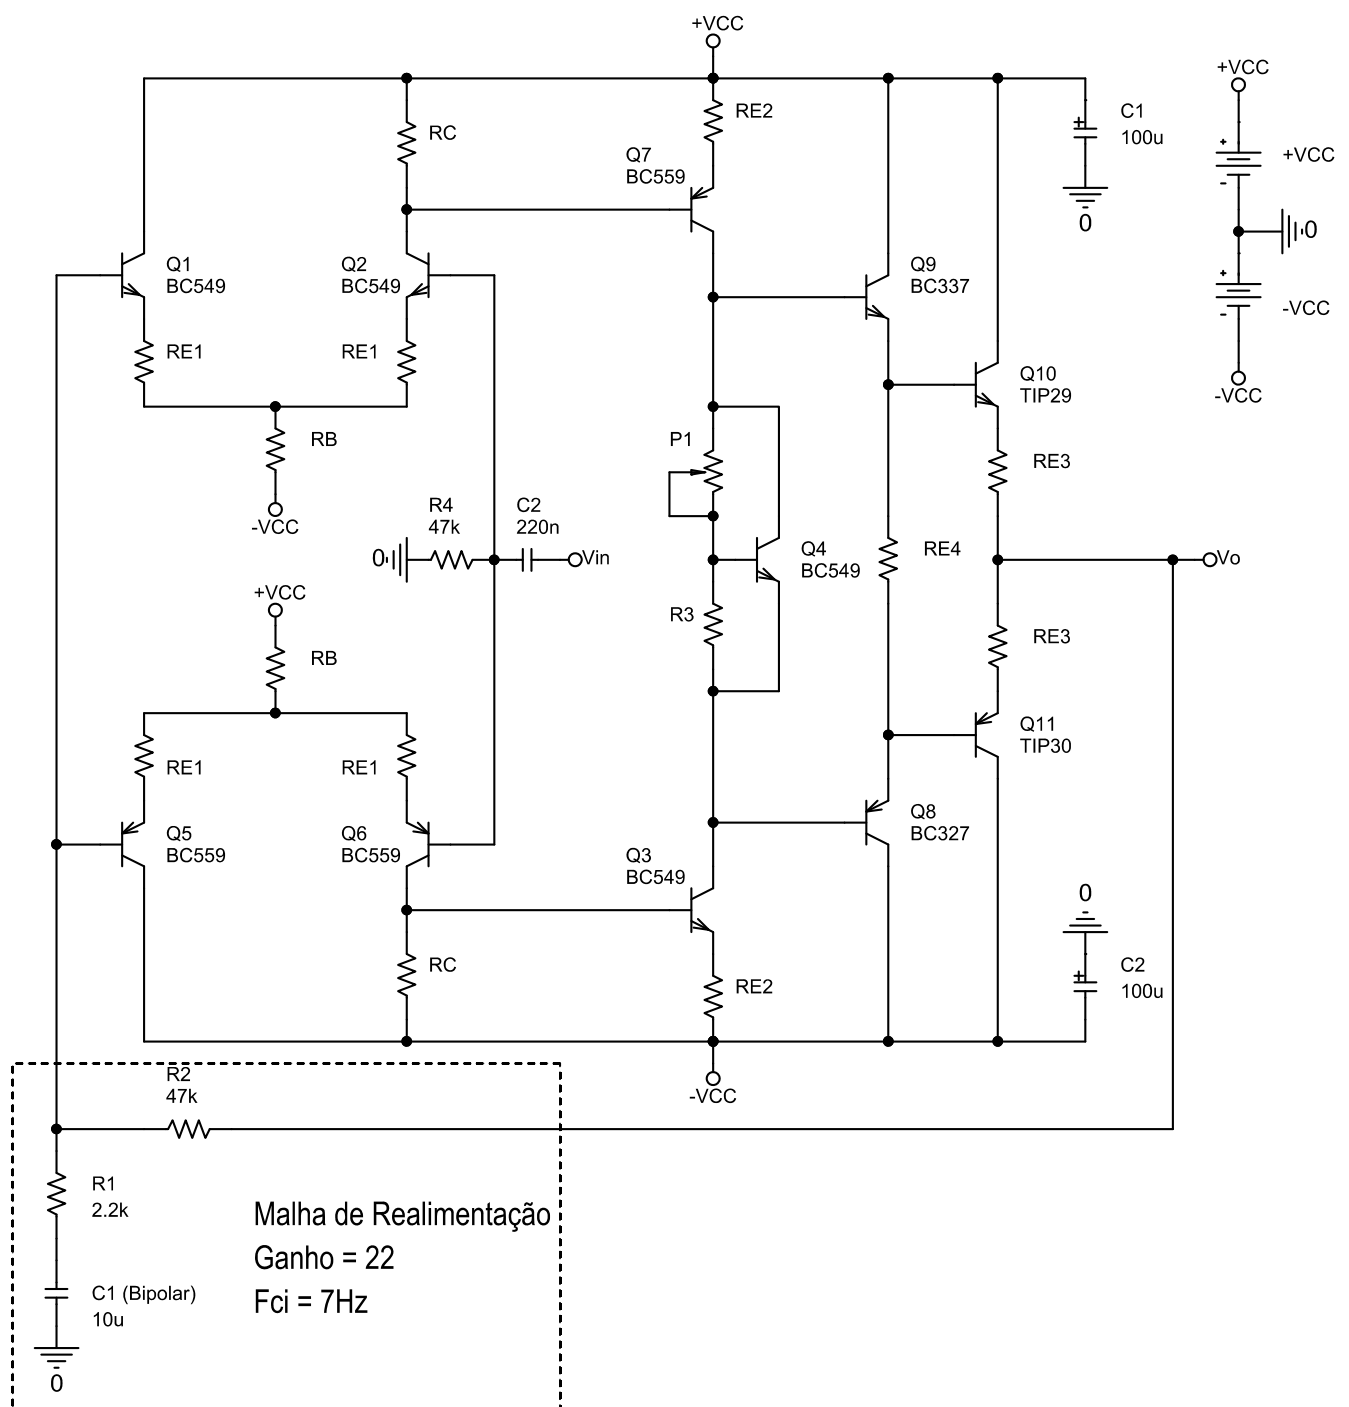 +VCC
RE2
RC
Q7
BC559
C1
100u
0
+VCC
+VCC
0
-VCC
-VCC
Q1
BC549
Q2
BC549
Q9
BC337
RE1
RE1
Q10
TIP29
RB
-VCC
P1
RE3
R4
47k
C2
220n
0
Vin
Q4
BC549
RE4
Vo
+VCC
RB
R3
RE3
RE1
RE1
Q11
TIP30
Q5
BC559
Q6
BC559
Q8
BC327
Q3
BC549
0
RC
RE2
C2
100u
-VCC
R2
47k
R1
2.2k
C1 (Bipolar)
10u
0
Malha de Realimentação
Ganho = 22
Fci = 7Hz